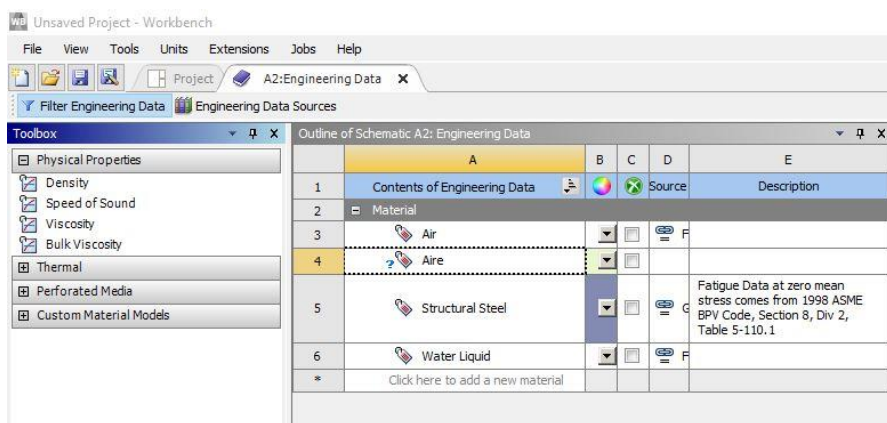 WB Unsaved Project - Workbench
File View Tools Units Extensions Jobs Help
Project A2:Engineering Data
Filter Engineering Data Engineering Data Sources
Toolbox
Outline of Schematic A2: Engineering Data
Physical Properties
Density
Speed of Sound
Viscosity
Bulk Viscosity
Thermal
Perforated Media
Custom Material Models
A B C D E
1 Contents of Engineering Data Source Description
2 Material
3 Air F
4 ? Aire
5 Structural Steel G
Fatigue Data at zero mean
stress comes from 1998 ASME
BPV Code, Section 8, Div 2,
Table 5-110.1
6 Water Liquid F
* Click here to add a new material